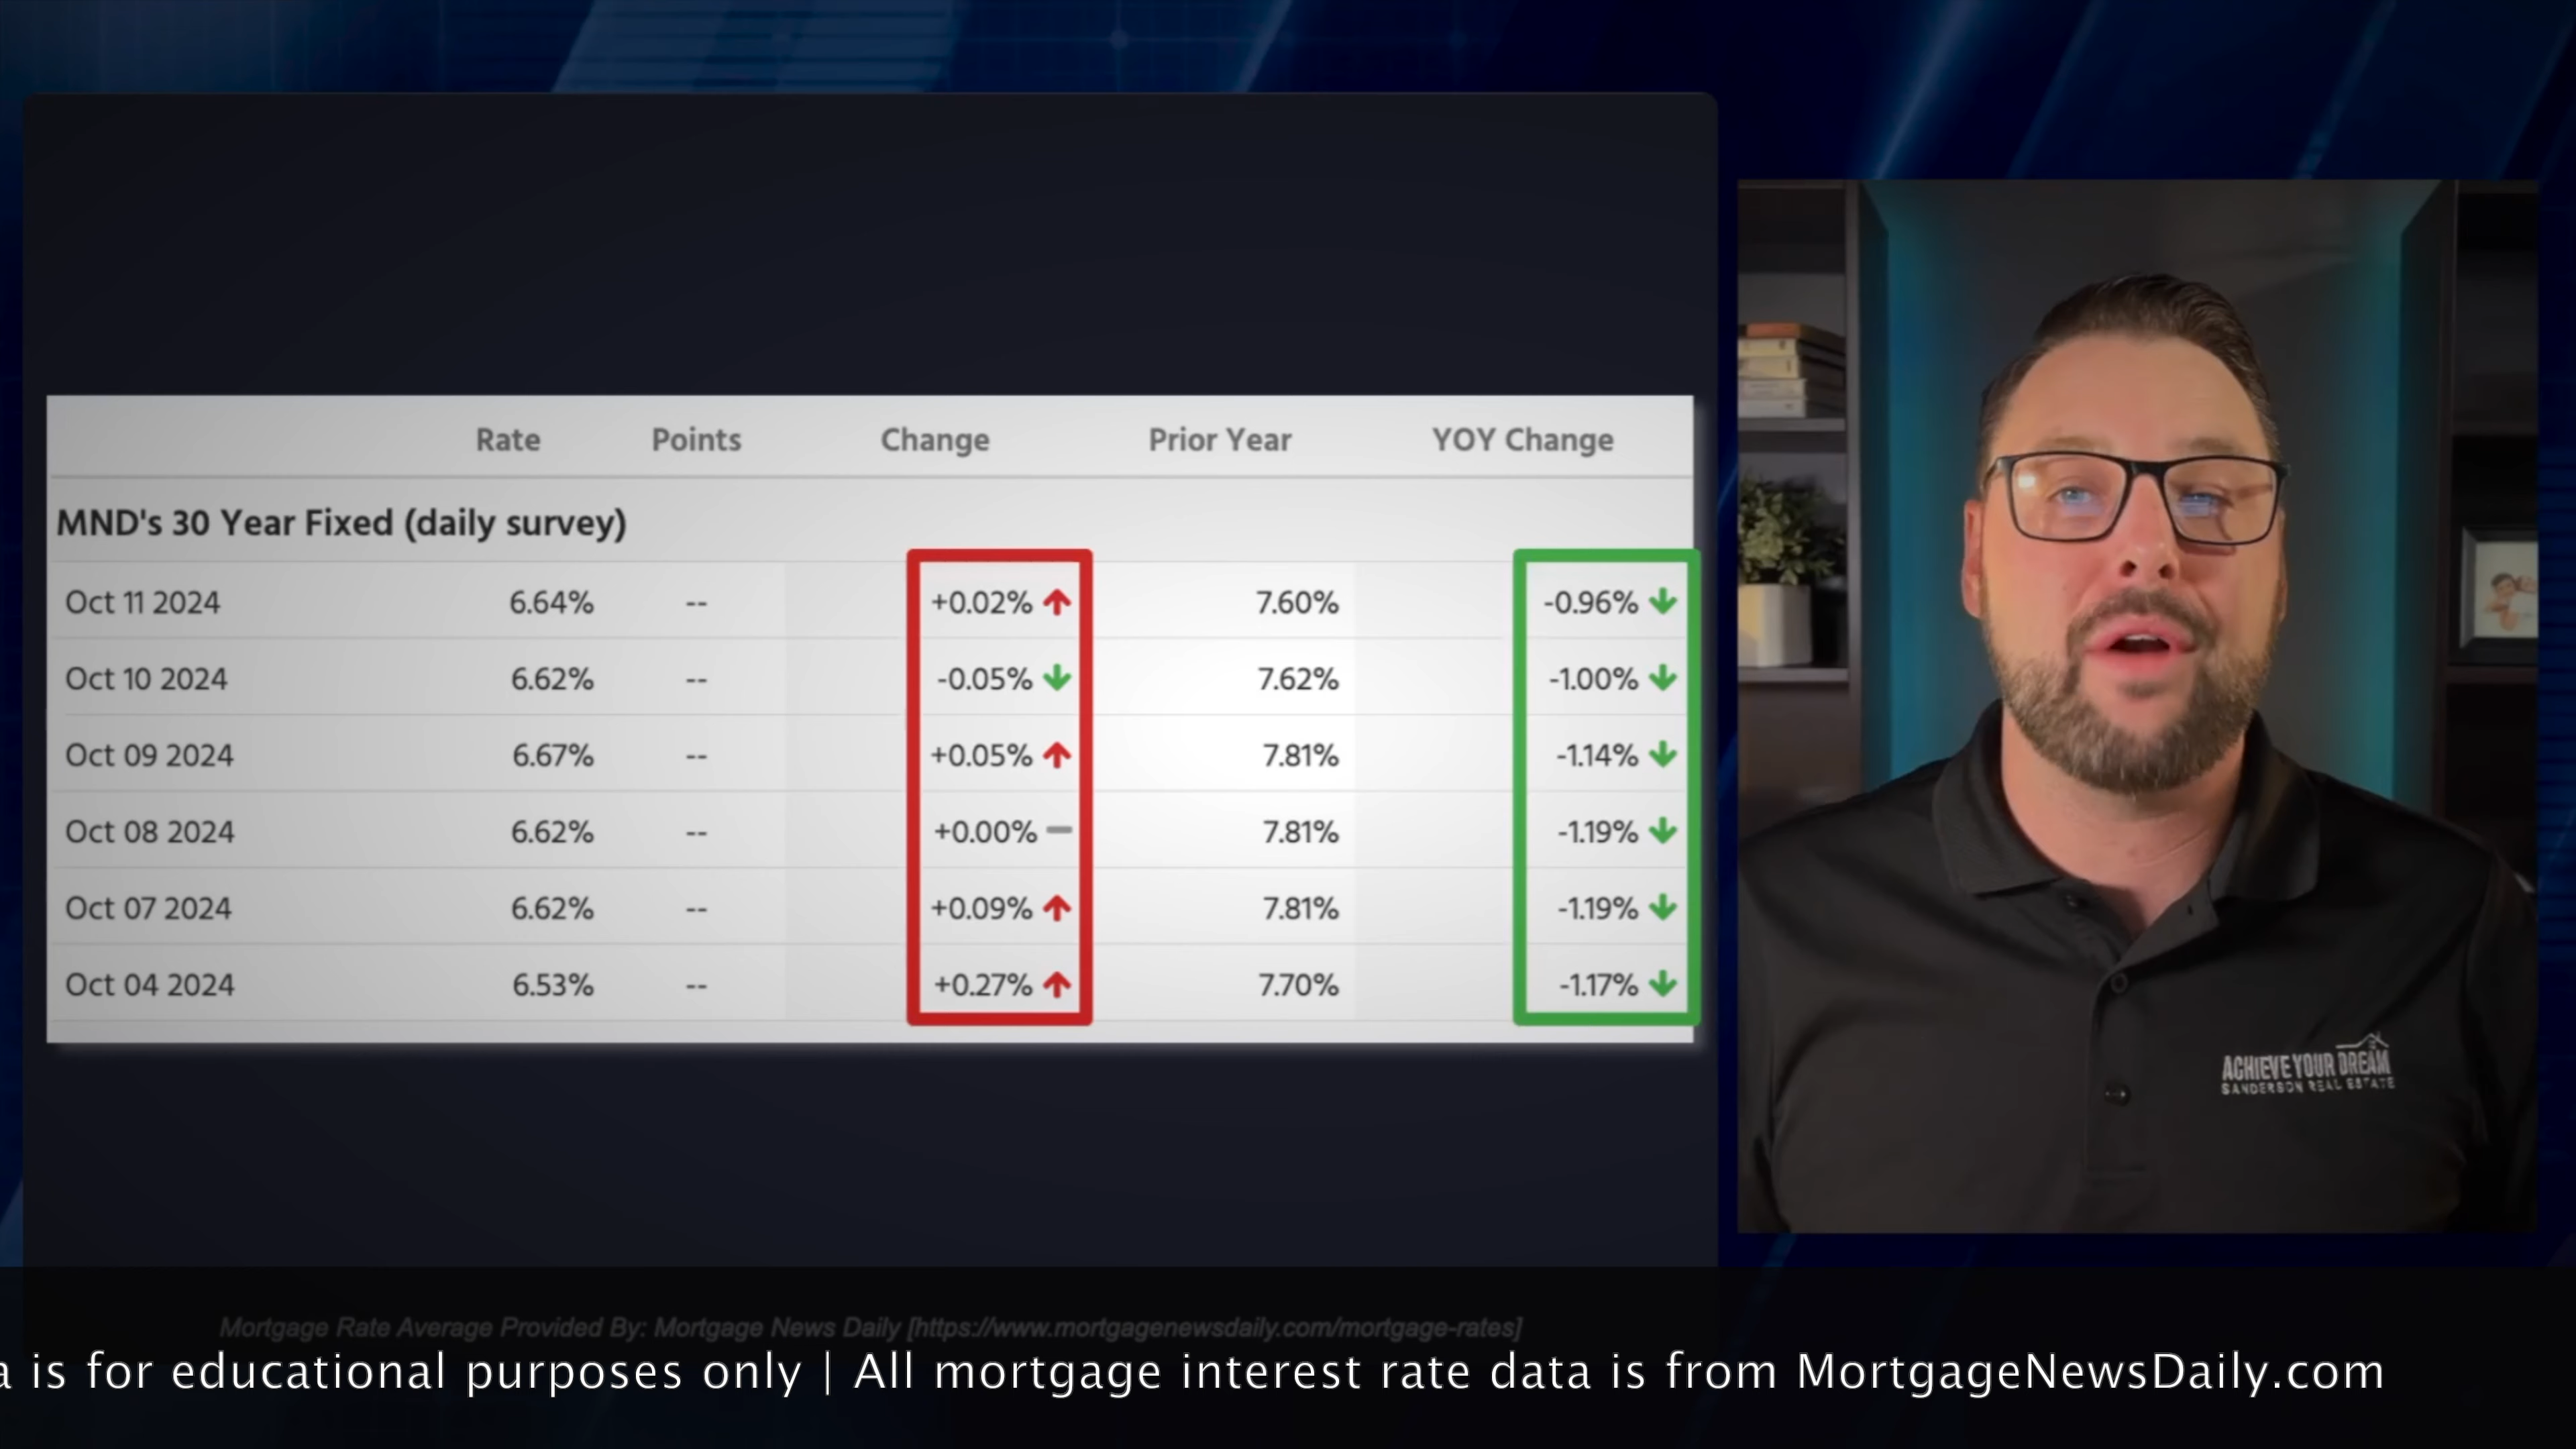 Rate Points Change Prior Year YOY Change
MND's 30 Year Fixed (daily survey)
Oct 11 2024 6.64% -- +0.02% 7.60% -0.96%
Oct 10 2024 6.62% -- -0.05% 7.62% -1.00%
Oct 09 2024 6.67% -- +0.05% 7.81% -1.14%
Oct 08 2024 6.62% -- +0.00% 7.81% -1.19%
Oct 07 2024 6.62% -- +0.09% 7.81% -1.19%
Oct 04 2024 6.53% -- +0.27% 7.70% -1.17%
ACHIEVE YOUR DREAM
SANDERSON REAL ESTATE
Mortgage Rate Average Provided By: Mortgage News Daily [https://www.mortgagenewsdaily.com/mortgage-rates]
a is for educational purposes only | All mortgage interest rate data is from MortgageNewsDaily.com